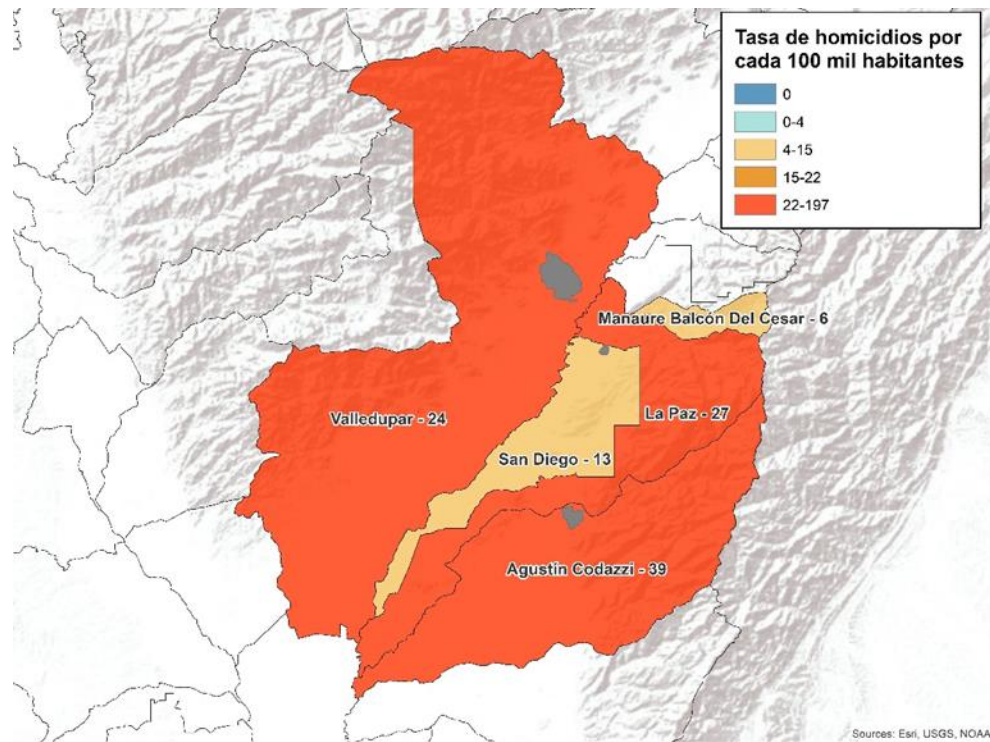 Tasa de homicidios por
cada 100 mil habitantes
0
0-4
4-15
15-22
22-197
Manaure Balcón Del Cesar - 6
Valledupar - 24
La Paz - 27
San Diego - 13
Agustín Codazzi - 39
Sources: Esri, USGS, NOAA